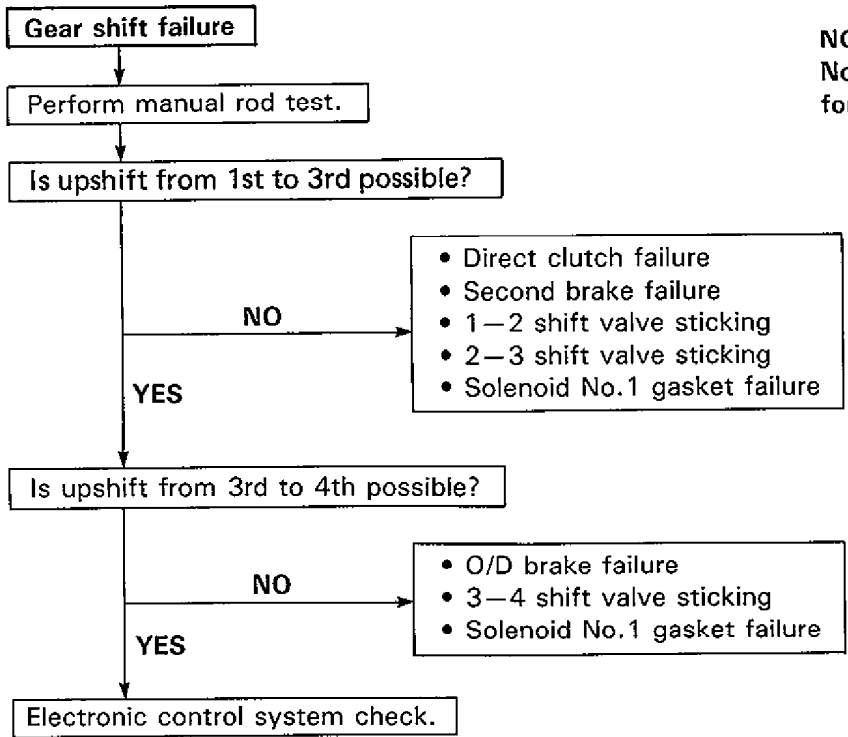 Gear shift failure
NO
No
for
Perform manual rod test.
Is upshift from 1st to 3rd possible?
NO
• Direct clutch failure
• Second brake failure
• 1—2 shift valve sticking
• 2—3 shift valve sticking
• Solenoid No.1 gasket failure
YES
Is upshift from 3rd to 4th possible?
NO
• O/D brake failure
• 3—4 shift valve sticking
• Solenoid No.1 gasket failure
YES
Electronic control system check.